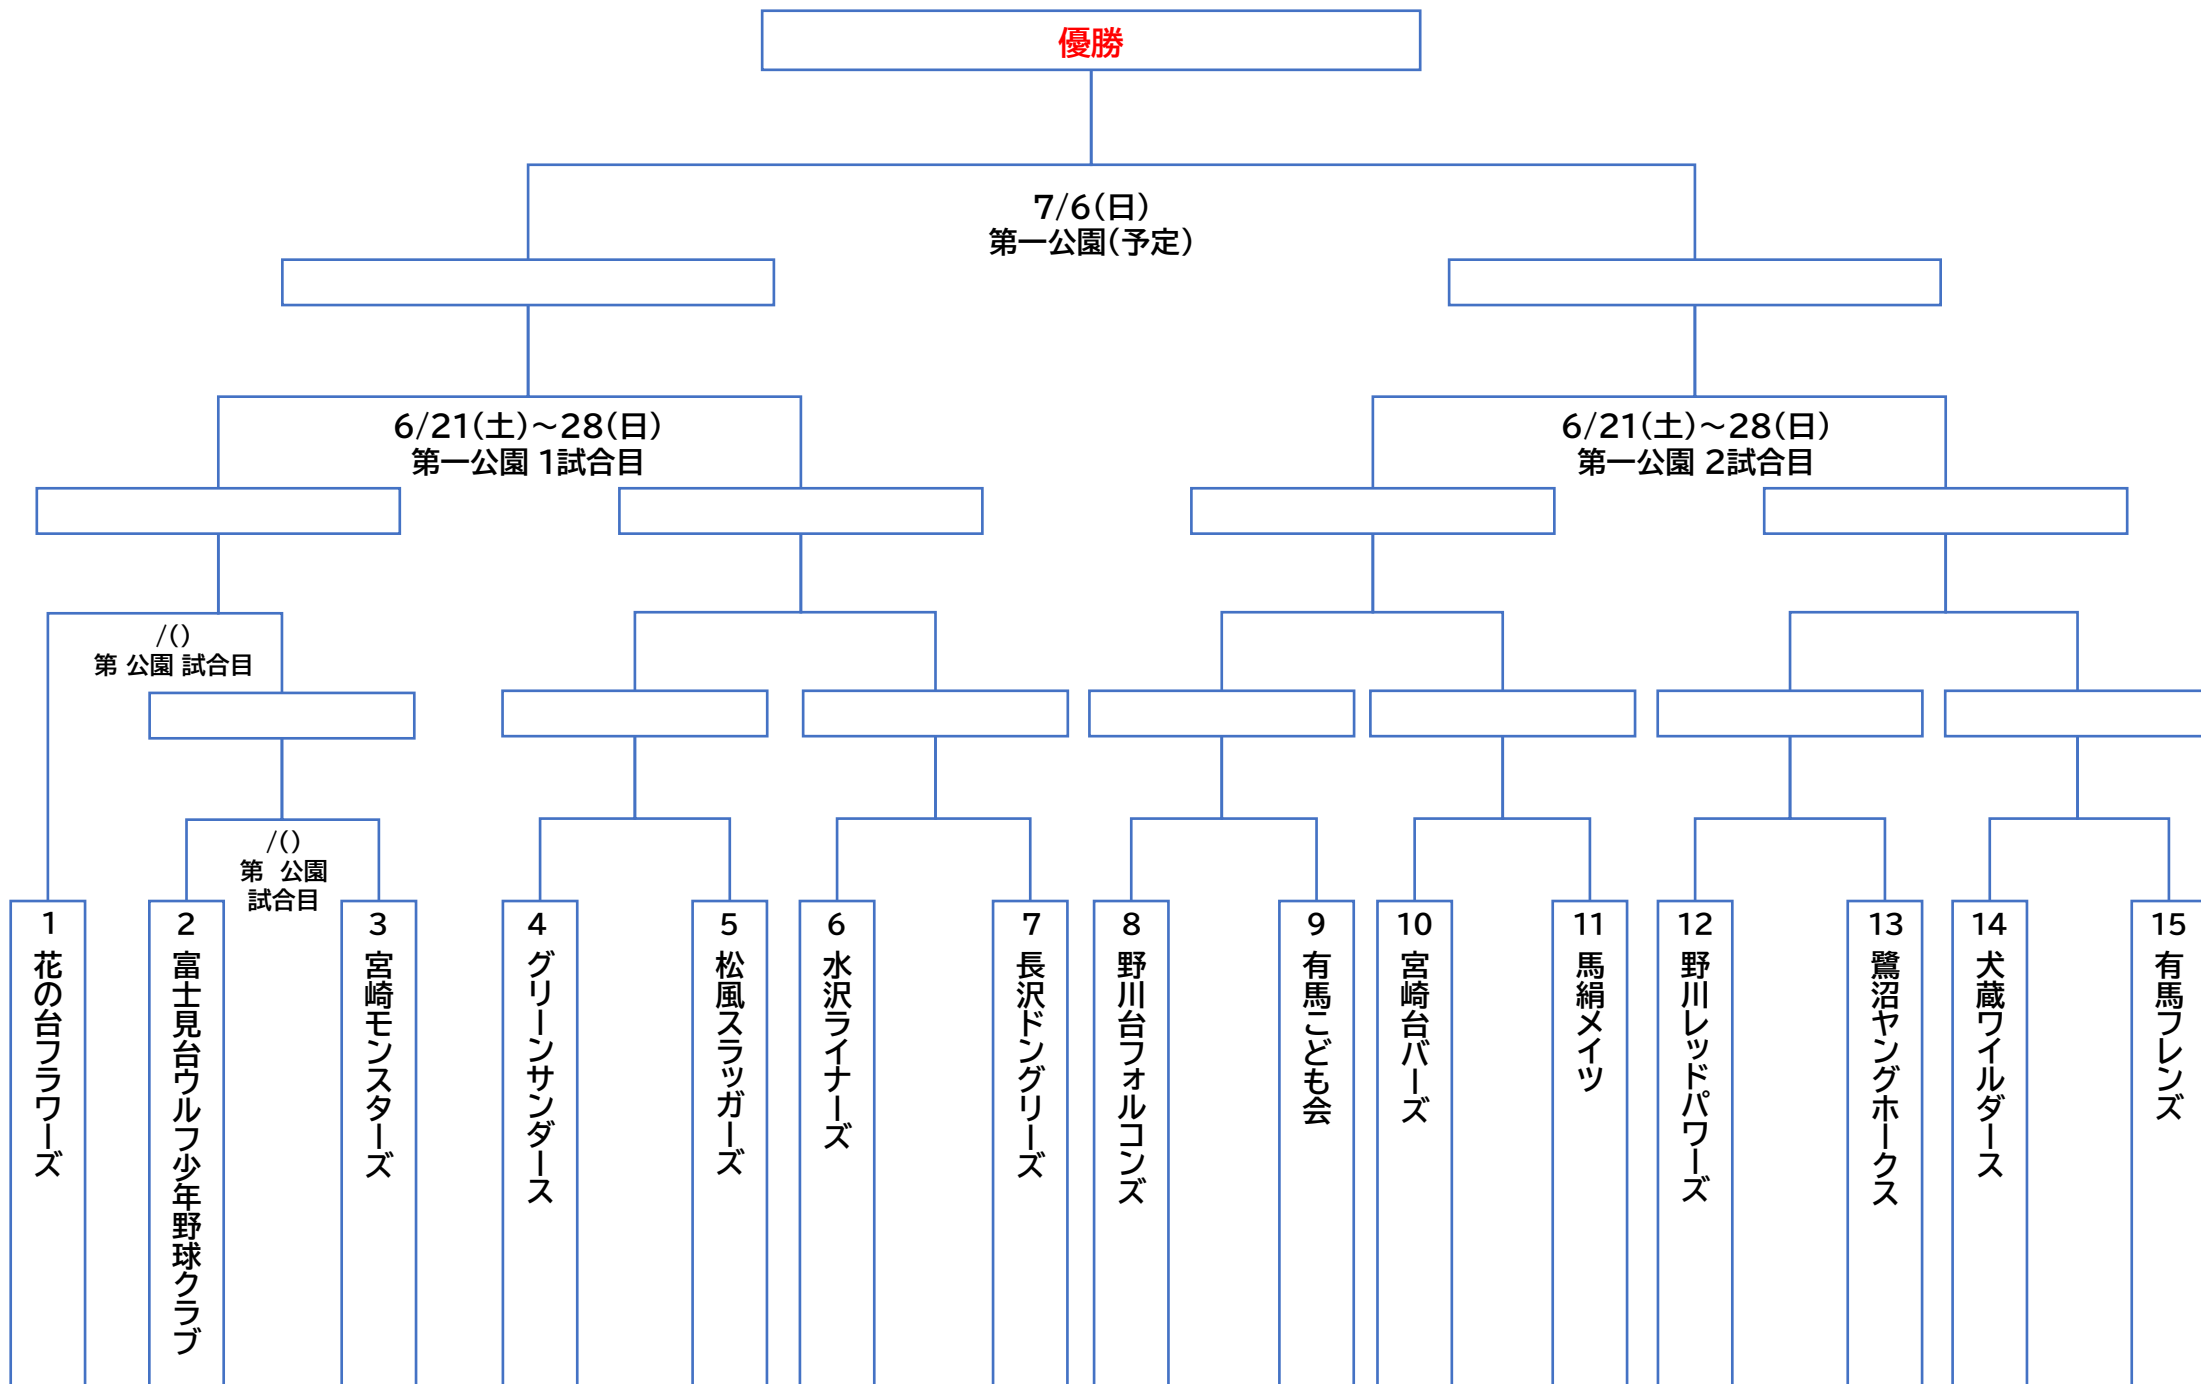 優勝
7/6(日)
第一公園(予定)
6/21(土)～28(日)
第一公園 1試合目
6/21(土)～28(日)
第一公園 2試合目
/()
第 公園 試合目
/()
第 公園
試合目
1 花の台フラワーズ
2 富士見台ウルフ少年野球クラブ
3 宮崎モンスターズ
4 グリーンサンダース
5 松風スラッガーズ
6 水沢ライナーズ
7 長沢ドングリーズ
8 野川台フォルコンズ
9 有馬こども会
10 宮崎台バーズ
11 馬絹メイツ
12 野川レッドパワーズ
13 鷺沼ヤングホークス
14 犬蔵ワイルダース
15 有馬フレンズ